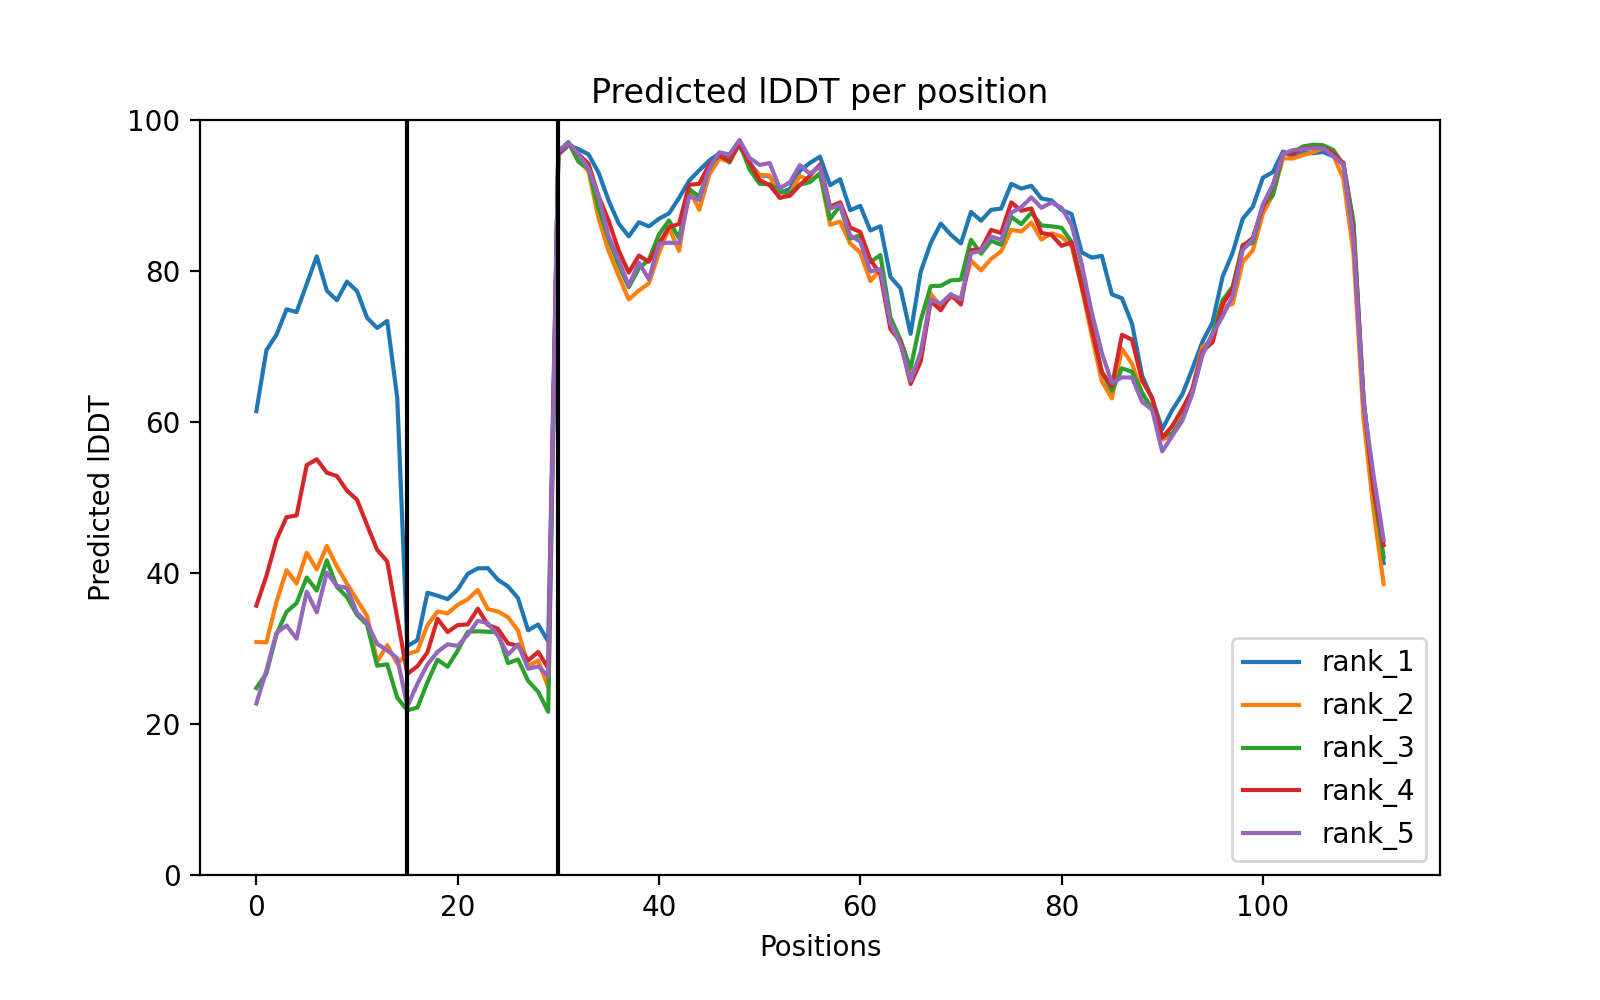 Predicted lDDT per position
100
80
60
40
20
0
Predicted lDDT
0 20 40 60 80 100
Positions
rank_1
rank_2
rank_3
rank_4
rank_5